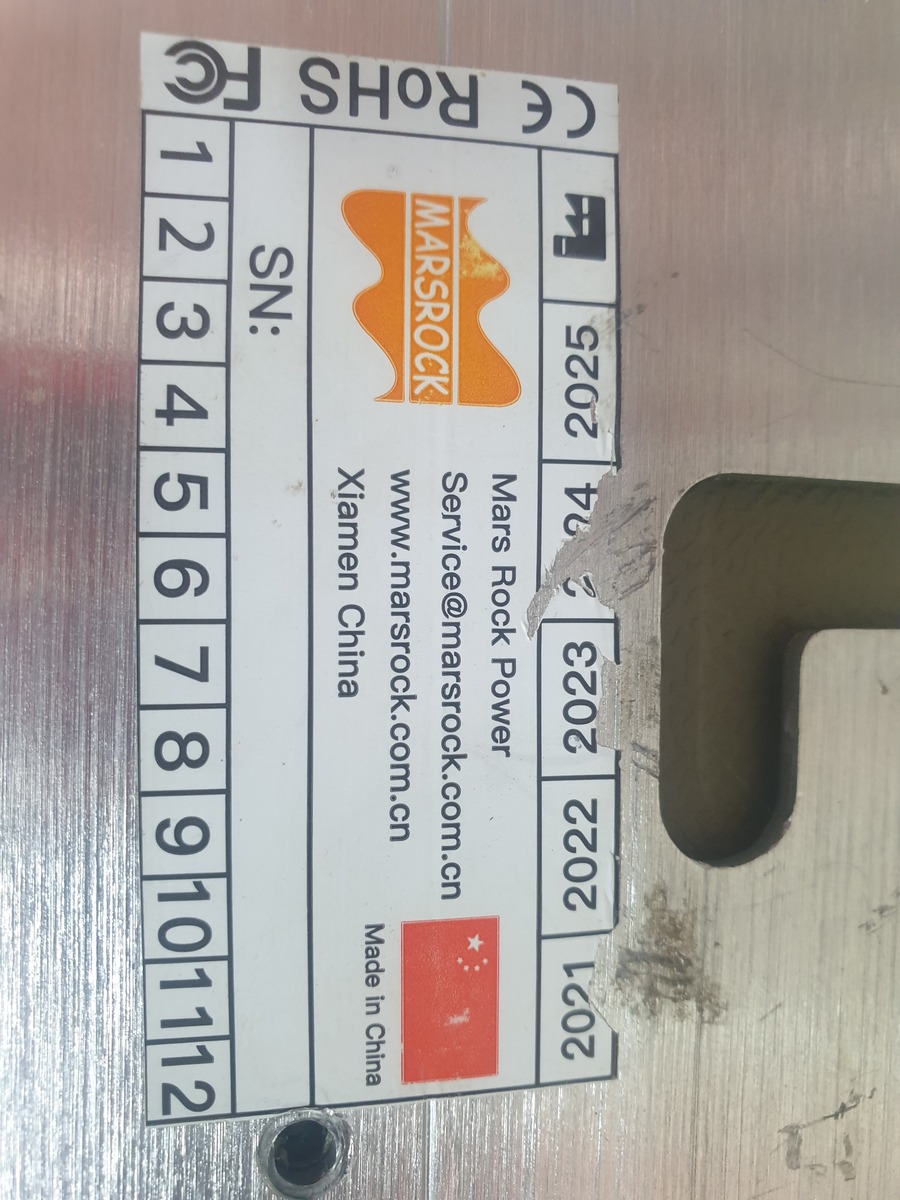 CE RoHS FC
2021 2022 2023 2025
MARSROCK
Mars Rock Power
Service@marsrock.com.cn
www.marsrock.com.cn
Xiamen China
Made in China
SN:
1 2 3 4 5 6 7 8 9 10 11 12